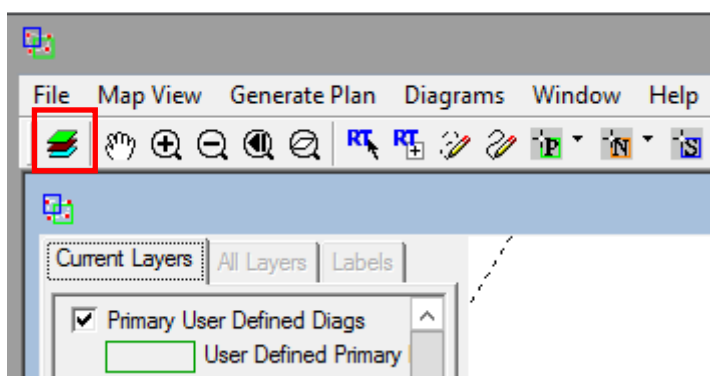 File Map View Generate Plan Diagrams Window Help
RT RT P N S
Current Layers All Layers Labels
Primary User Defined Diags
User Defined Primary